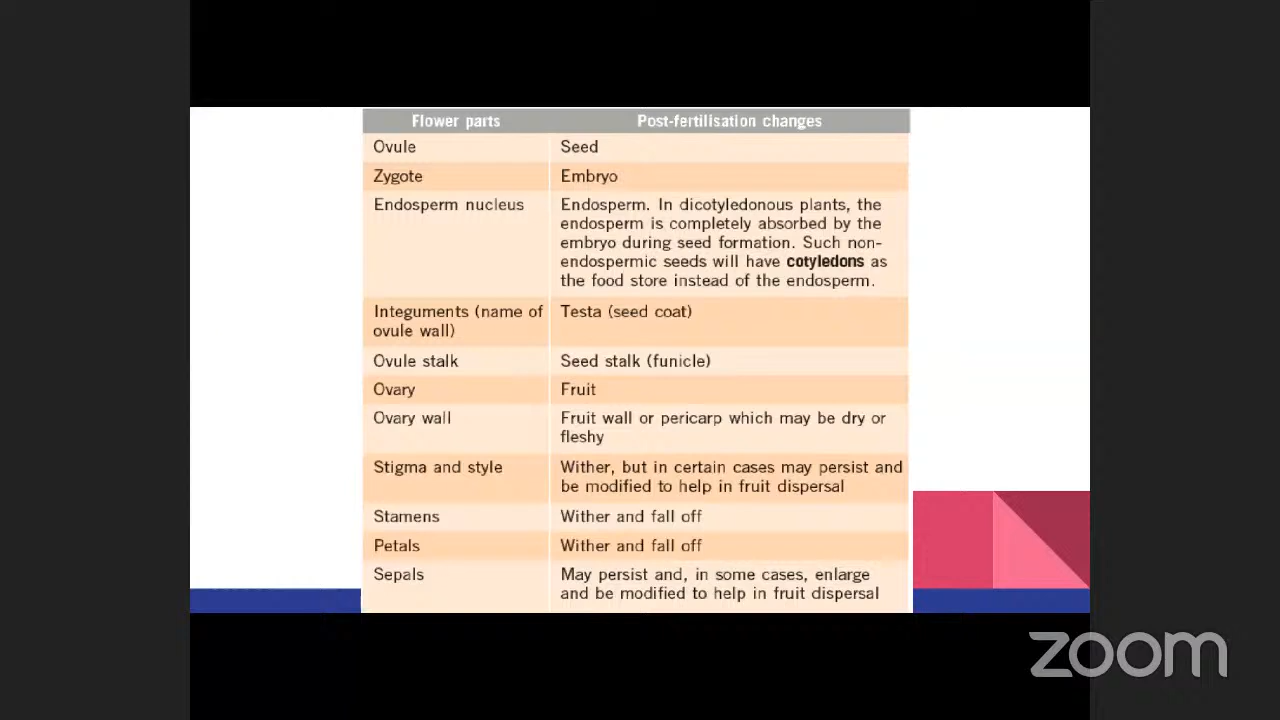 Flower parts Post-fertilisation changes
Ovule Seed
Zygote Embryo
Endosperm nucleus Endosperm. In dicotyledonous plants, the
endosperm is completely absorbed by the
embryo during seed formation. Such non-
endospermic seeds will have cotyledons as
the food store instead of the endosperm.
Integuments (name of Testa (seed coat)
ovule wall)
Ovule stalk Seed stalk (funicle)
Ovary Fruit
Ovary wall Fruit wall or pericarp which may be dry or
fleshy
Stigma and style Wither, but in certain cases may persist and
be modified to help in fruit dispersal
Stamens Wither and fall off
Petals Wither and fall off
Sepals May persist and, in some cases, enlarge
and be modified to help in fruit dispersal
zoom